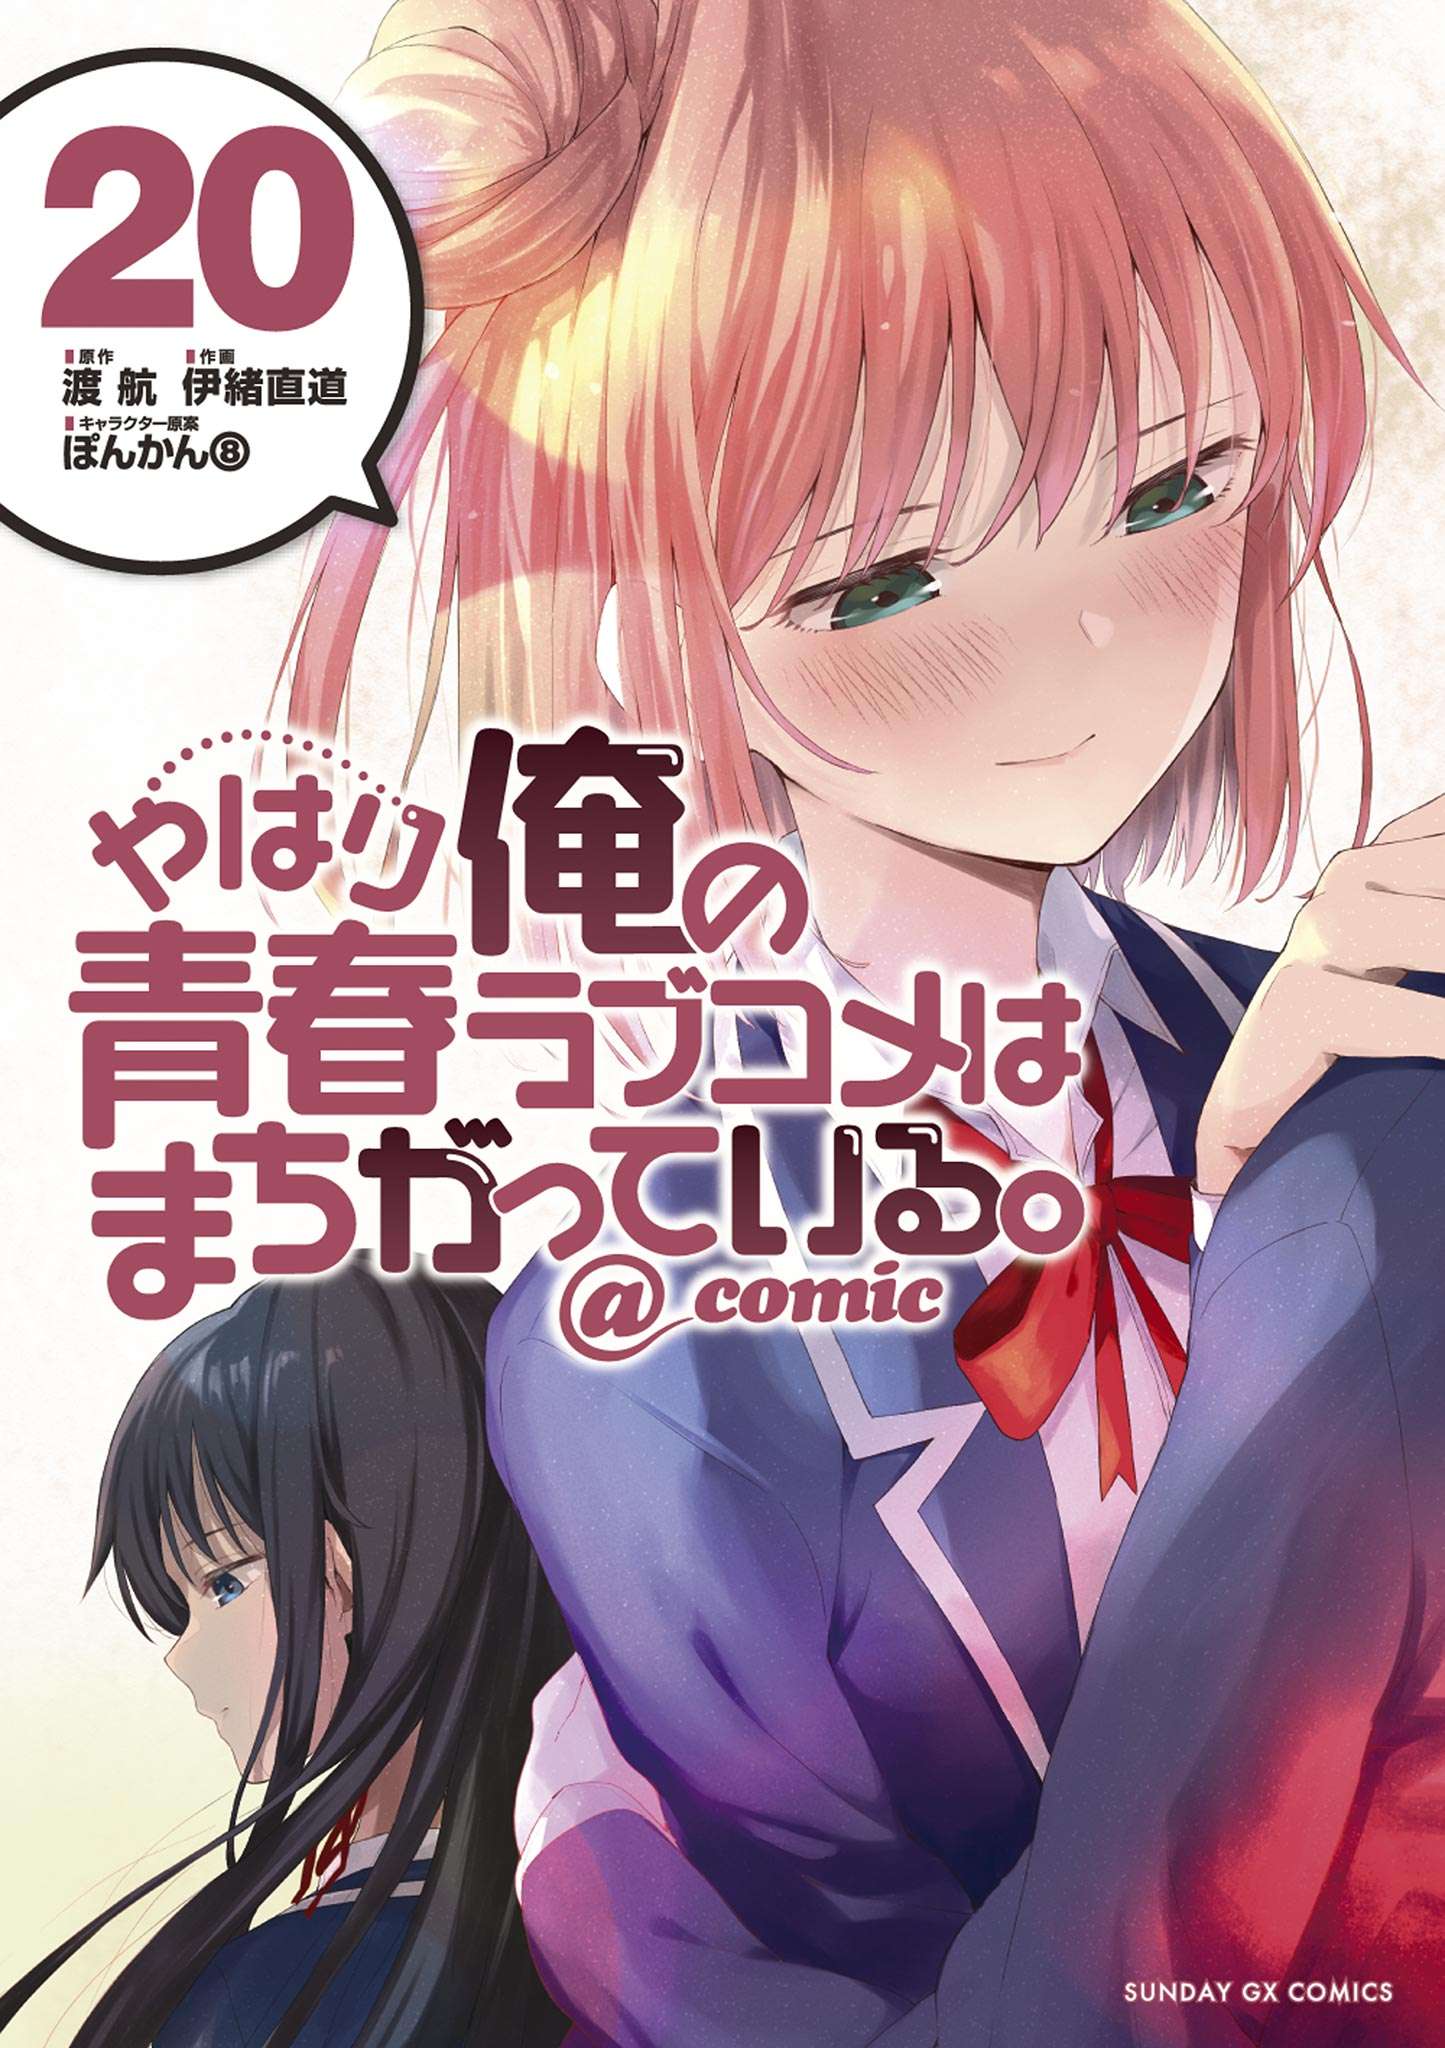 20
原作 作画
渡 航 伊緒直道
キャラクター原案
ぽんかん⑧
やはり俺の
青春ラブコメは
まちがっている。
@comic
SUNDAY GX COMICS